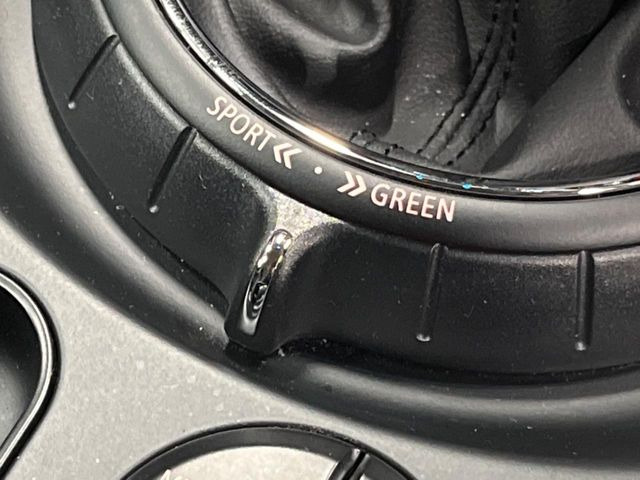 SPORT « · » GREEN